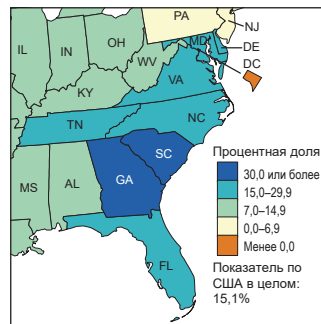 PA
NJ
OH
IL
IN
MD
DE
WV
DC
VA
KY
NC
TN
SC
MS
AL
GA
FL
Процентная доля
30,0 или более
15,0–29,9
7,0–14,9
0,0–6,9
Менее 0,0
Показатель по
США в целом:
15,1%